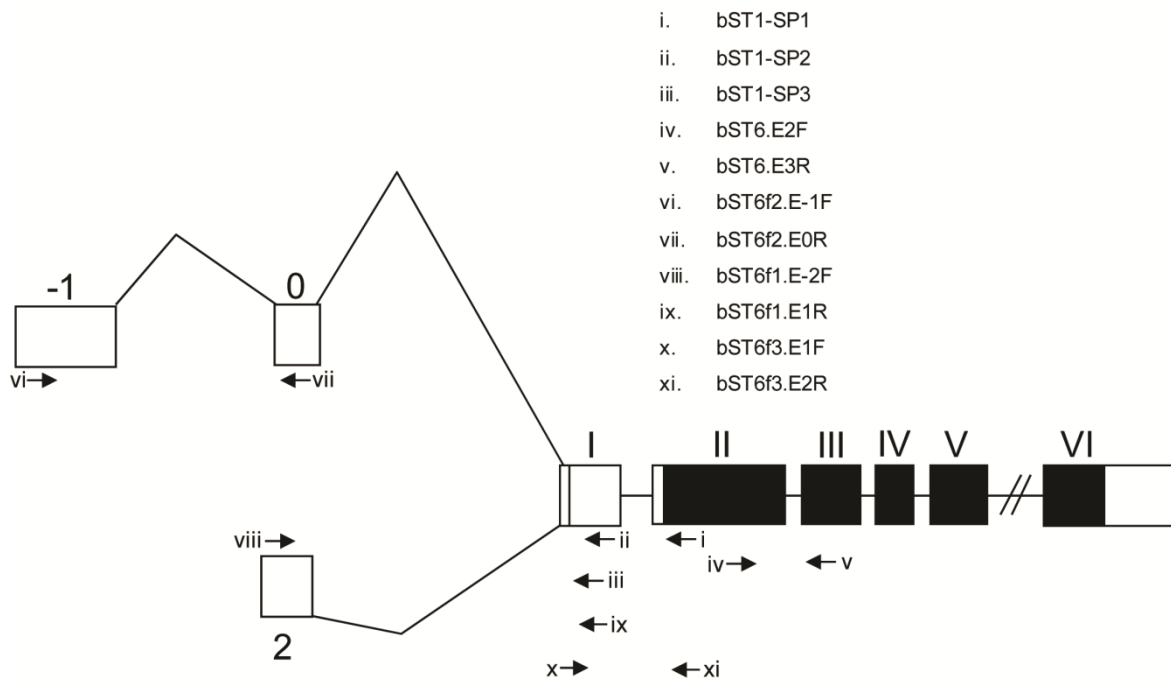 i. bST1-SP1
ii. bST1-SP2
iii. bST1-SP3
iv. bST6.E2F
v. bST6.E3R
vi. bST6f2.E-1F
vii. bST6f2.E0R
viii. bST6f1.E-2F
ix. bST6f1.E1R
x. bST6f3.E1F
xi. bST6f3.E2R
-1 0
vi vii
I II III IV V VI
viii ii i
iv v
iii
ix
2
x xi